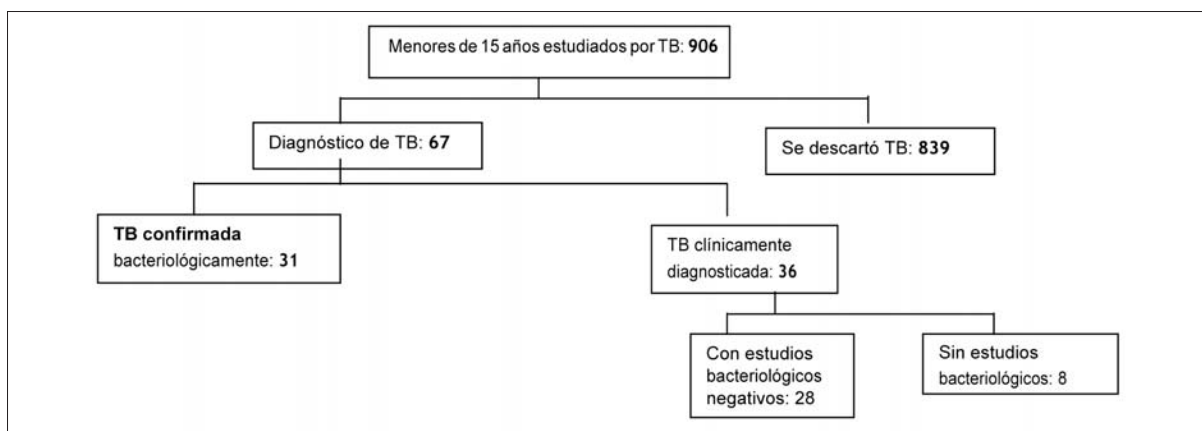 Menores de 15 años estudiados por TB: 906
Diagnóstico de TB: 67
Se descartó TB: 839
TB confirmada
bacteriológicamente: 31
TB clínicamente
diagnosticada: 36
Con estudios
bacteriológicos
negativos: 28
Sin estudios
bacteriológicos: 8